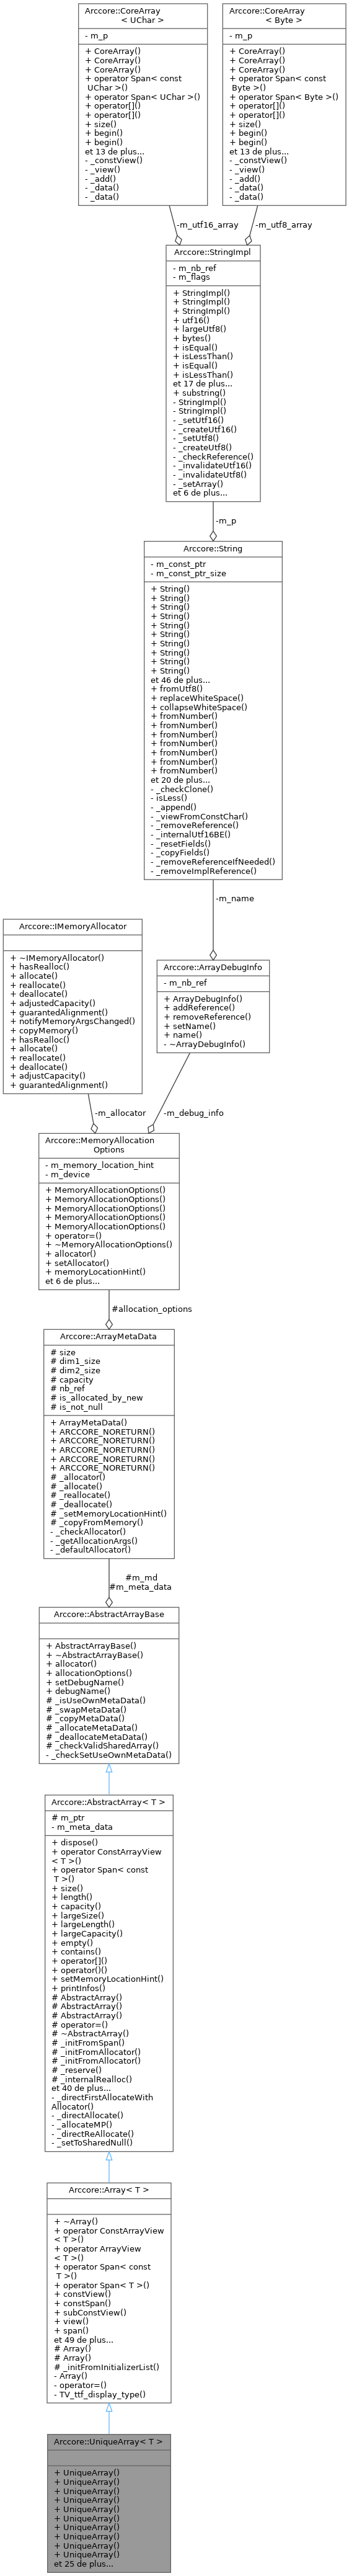 Arccore::CoreArray
< UChar >
- m_p
+ CoreArray()
+ CoreArray()
+ CoreArray()
+ operator Span< const
UChar >()
+ operator Span< UChar >()
+ operator[]()
+ operator[]()
+ size()
+ begin()
+ begin()
et 13 de plus...
- _constView()
- _view()
- _add()
- _data()
- _data()
Arccore::CoreArray
< Byte >
- m_p
+ CoreArray()
+ CoreArray()
+ CoreArray()
+ operator Span< const
Byte >()
+ operator Span< Byte >()
+ operator[]()
+ operator[]()
+ size()
+ begin()
+ begin()
et 13 de plus...
- _constView()
- _view()
- _add()
- _data()
- _data()
-m_utf16_array
-m_utf8_array
Arccore::StringImpl
- m_nb_ref
- m_flags
+ StringImpl()
+ StringImpl()
+ StringImpl()
+ utf16()
+ largeUtf8()
+ bytes()
+ isEqual()
+ isLessThan()
+ isEqual()
+ isLessThan()
et 17 de plus...
+ substring()
- StringImpl()
- StringImpl()
- _setUtf16()
- _createUtf16()
- _setUtf8()
- _createUtf8()
- _checkReference()
- _invalidateUtf16()
- _invalidateUtf8()
- _setArray()
et 6 de plus...
-m_p
Arccore::String
- m_const_ptr
- m_const_ptr_size
+ String()
+ String()
+ String()
+ String()
+ String()
+ String()
+ String()
+ String()
+ String()
+ String()
et 46 de plus...
+ fromUtf8()
+ replaceWhiteSpace()
+ collapseWhiteSpace()
+ fromNumber()
+ fromNumber()
+ fromNumber()
+ fromNumber()
+ fromNumber()
+ fromNumber()
+ fromNumber()
et 20 de plus...
- _checkClone()
- isLess()
- _append()
- _viewFromConstChar()
- _removeReference()
- _internalUtf16BE()
- _resetFields()
- _copyFields()
- _removeReferenceIfNeeded()
- _removeImplReference()
-m_name
Arccore::IMemoryAllocator
+ ~IMemoryAllocator()
+ hasRealloc()
+ allocate()
+ reallocate()
+ deallocate()
+ adjustedCapacity()
+ guarantedAlignment()
+ notifyMemoryArgsChanged()
+ copyMemory()
+ hasRealloc()
+ allocate()
+ reallocate()
+ deallocate()
+ adjustCapacity()
+ guarantedAlignment()
Arccore::ArrayDebugInfo
- m_nb_ref
+ ArrayDebugInfo()
+ addReference()
+ removeReference()
+ setName()
+ name()
- ~ArrayDebugInfo()
-m_allocator
-m_debug_info
Arccore::MemoryAllocation
Options
- m_memory_location_hint
- m_device
+ MemoryAllocationOptions()
+ MemoryAllocationOptions()
+ MemoryAllocationOptions()
+ MemoryAllocationOptions()
+ MemoryAllocationOptions()
+ operator=()
+ ~MemoryAllocationOptions()
+ allocator()
+ setAllocator()
+ memoryLocationHint()
et 6 de plus...
#allocation_options
Arccore::ArrayMetaData
# size
# dim1_size
# dim2_size
# capacity
# nb_ref
# is_allocated_by_new
# is_not_null
+ ArrayMetaData()
+ ARCCORE_NORETURN()
+ ARCCORE_NORETURN()
+ ARCCORE_NORETURN()
+ ARCCORE_NORETURN()
+ ARCCORE_NORETURN()
# _allocator()
# _allocate()
# _reallocate()
# _deallocate()
# _setMemoryLocationHint()
# _copyFromMemory()
- _checkAllocator()
- _getAllocationArgs()
- _defaultAllocator()
#m_md
#m_meta_data
Arccore::AbstractArrayBase
+ AbstractArrayBase()
+ ~AbstractArrayBase()
+ allocator()
+ allocationOptions()
+ setDebugName()
+ debugName()
# _isUseOwnMetaData()
# _swapMetaData()
# _copyMetaData()
# _allocateMetaData()
# _deallocateMetaData()
# _checkValidSharedArray()
- _checkSetUseOwnMetaData()
Arccore::AbstractArray< T >
# m_ptr
- m_meta_data
+ dispose()
+ operator ConstArrayView
< T >()
+ operator Span< const
T >()
+ size()
+ length()
+ capacity()
+ largeSize()
+ largeLength()
+ largeCapacity()
+ empty()
+ contains()
+ operator[]()
+ operator()()
+ setMemoryLocationHint()
+ printInfos()
# AbstractArray()
# AbstractArray()
# AbstractArray()
# operator=()
# ~AbstractArray()
# _initFromSpan()
# _initFromAllocator()
# _initFromAllocator()
# _reserve()
# _internalRealloc()
et 40 de plus...
- _directFirstAllocateWith
Allocator()
- _directAllocate()
- _allocateMP()
- _directReAllocate()
- _setToSharedNull()
Arccore::Array< T >
+ ~Array()
+ operator ConstArrayView
< T >()
+ operator ArrayView
< T >()
+ operator Span< const
T >()
+ operator Span< T >()
+ constView()
+ constSpan()
+ subConstView()
+ view()
+ span()
et 49 de plus...
# Array()
# Array()
# _initFromInitializerList()
- Array()
- operator=()
- TV_ttf_display_type()
Arccore::UniqueArray< T >
+ UniqueArray()
+ UniqueArray()
+ UniqueArray()
+ UniqueArray()
+ UniqueArray()
+ UniqueArray()
+ UniqueArray()
+ UniqueArray()
+ UniqueArray()
+ UniqueArray()
et 25 de plus...